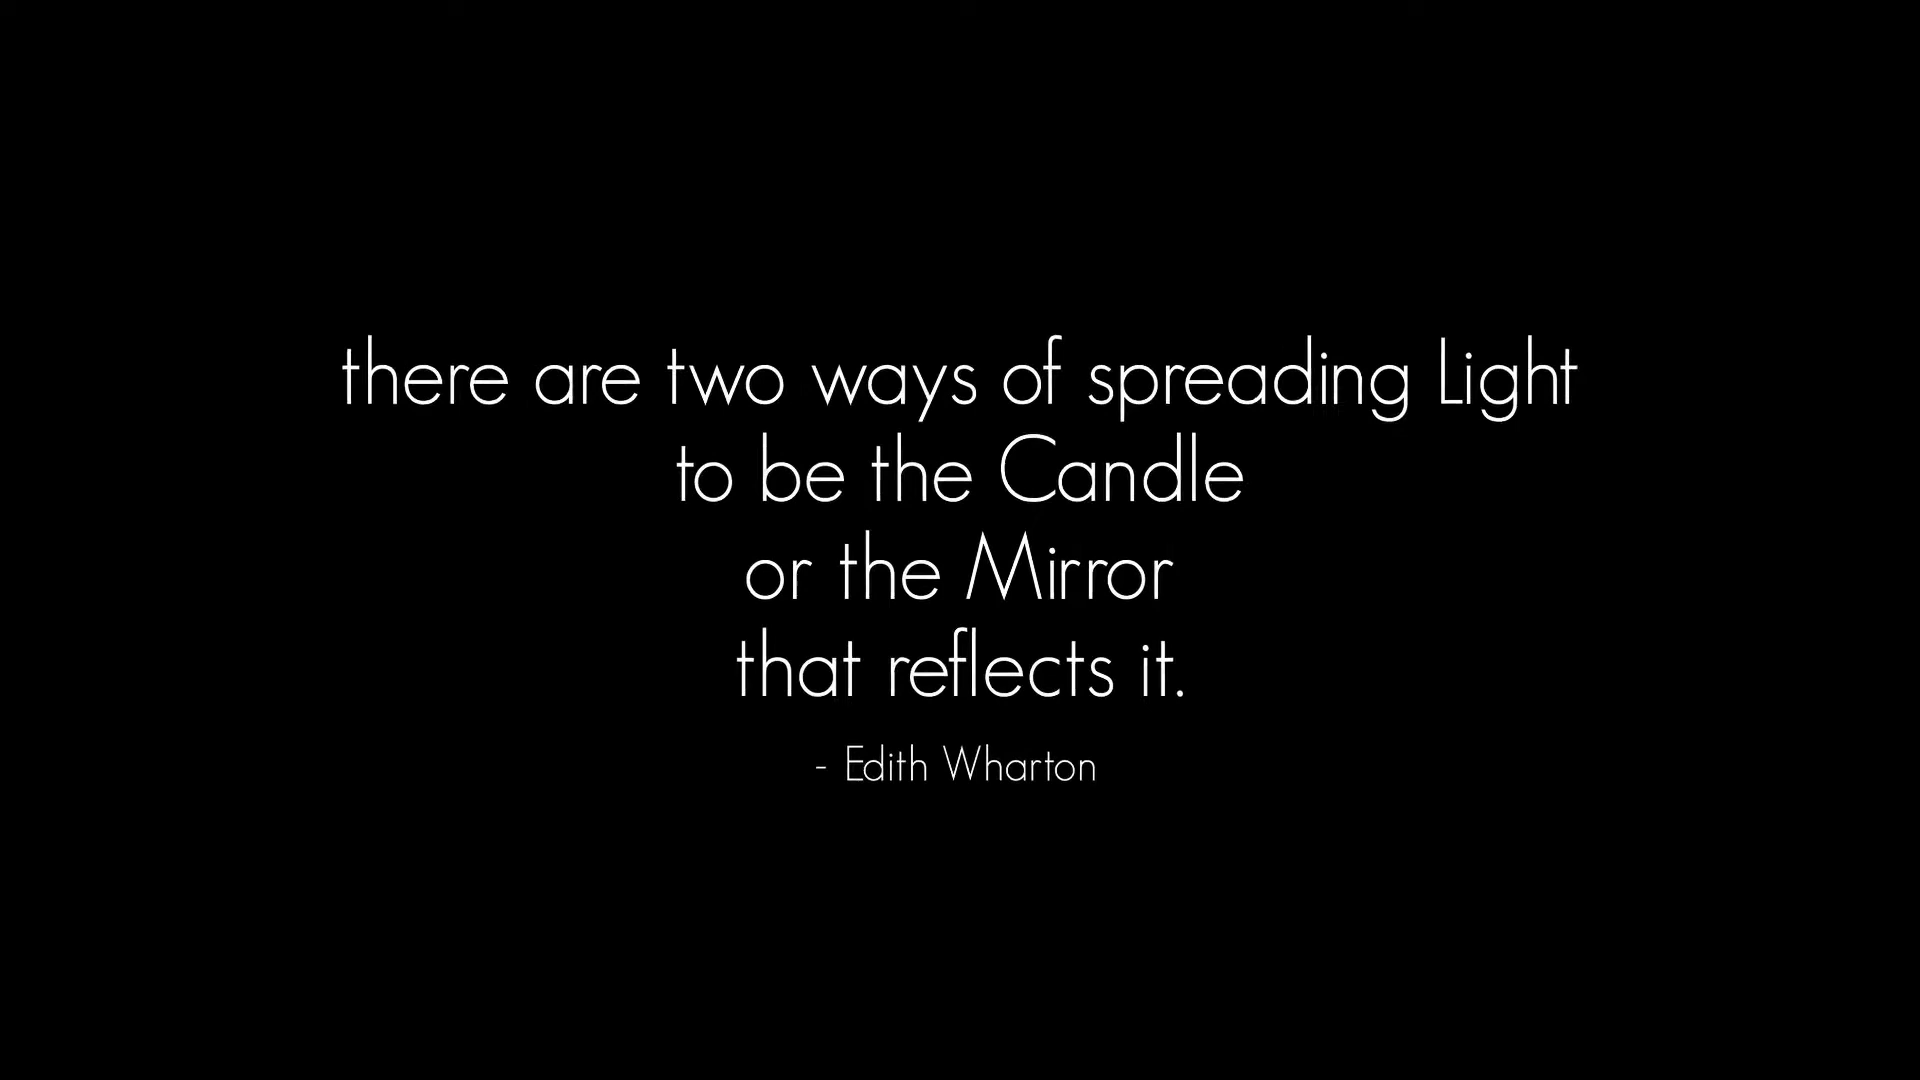 there are two ways of spreading Light
to be the Candle
or the Mirror
that reflects it.
- Edith Wharton